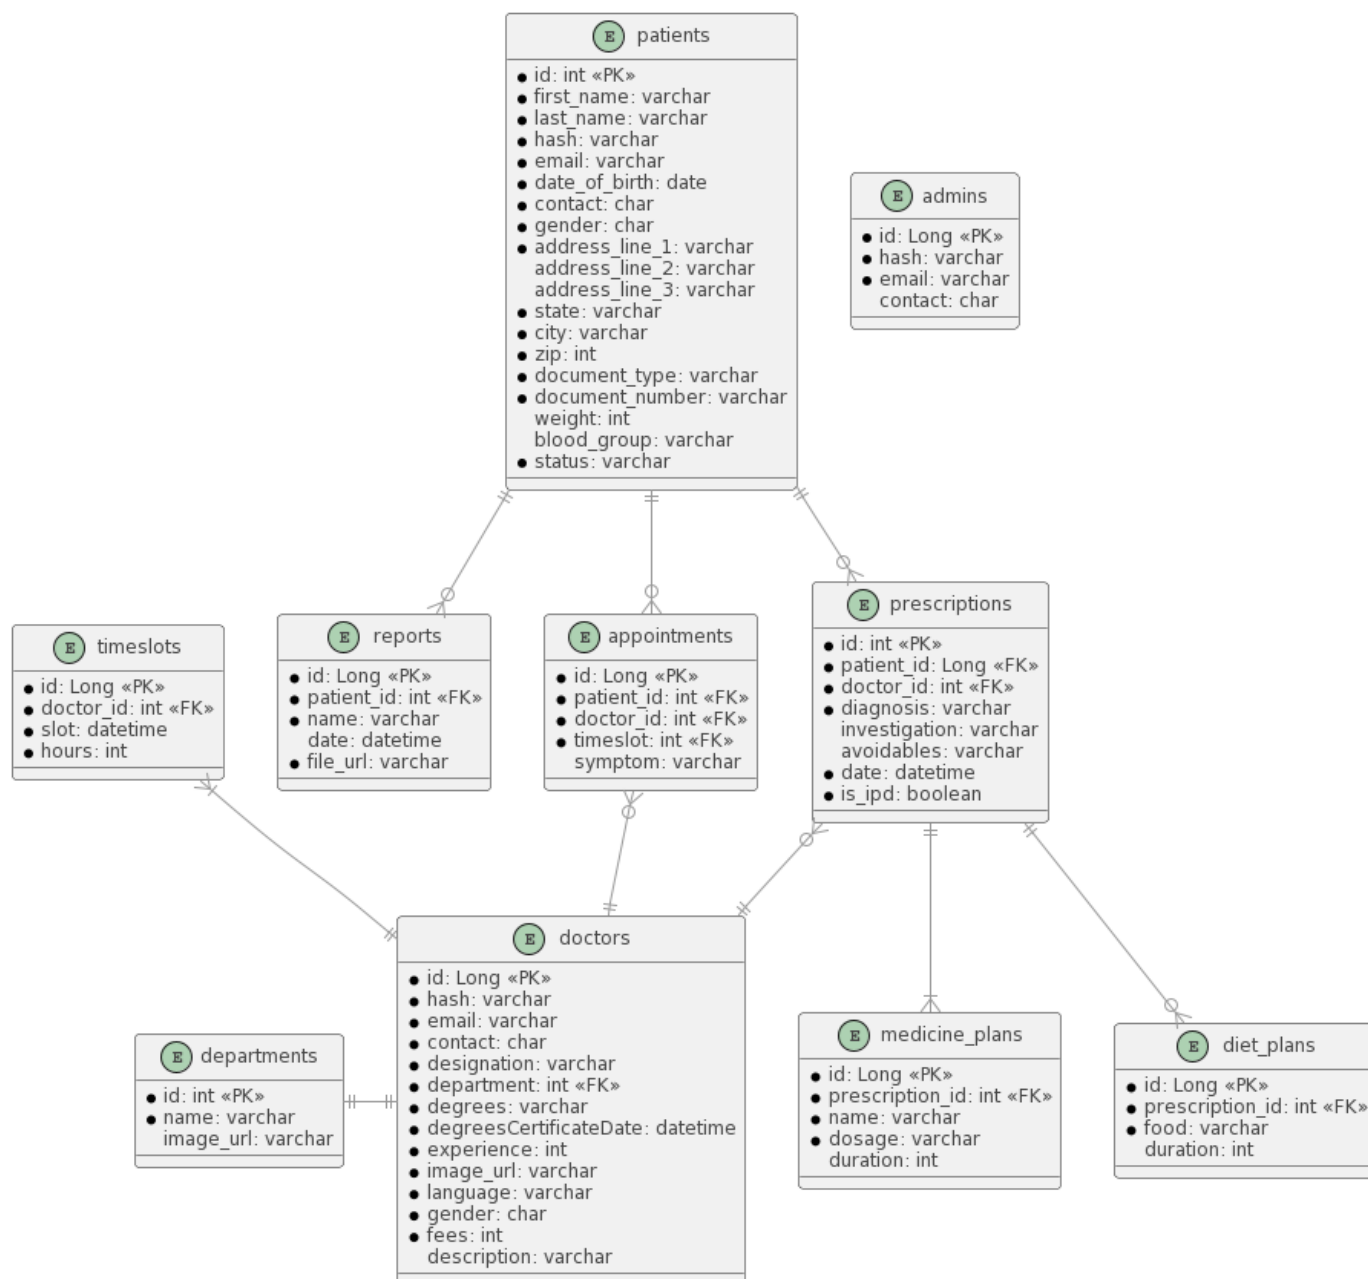 E patients
id: int «PK»
first_name: varchar
last_name: varchar
hash: varchar
email: varchar
date_of_birth: date
contact: char
gender: char
address_line_1: varchar
address_line_2: varchar
address_line_3: varchar
state: varchar
city: varchar
zip: int
document_type: varchar
document_number: varchar
weight: int
blood_group: varchar
status: varchar
E admins
id: Long «PK»
hash: varchar
email: varchar
contact: char
E timeslots
id: Long «PK»
doctor_id: int «FK»
slot: datetime
hours: int
E reports
id: Long «PK»
patient_id: int «FK»
name: varchar
date: datetime
file_url: varchar
E appointments
id: Long «PK»
patient_id: int «FK»
doctor_id: int «FK»
timeslot: int «FK»
symptom: varchar
E prescriptions
id: int «PK»
patient_id: Long «FK»
doctor_id: int «FK»
diagnosis: varchar
investigation: varchar
avoidables: varchar
date: datetime
is_ipd: boolean
E departments
id: int «PK»
name: varchar
image_url: varchar
E doctors
id: Long «PK»
hash: varchar
email: varchar
contact: char
designation: varchar
department: int «FK»
degrees: varchar
degreesCertificateDate: datetime
experience: int
image_url: varchar
language: varchar
gender: char
fees: int
description: varchar
E medicine_plans
id: Long «PK»
prescription_id: int «FK»
name: varchar
dosage: varchar
duration: int
E diet_plans
id: Long «PK»
prescription_id: int «FK»
food: varchar
duration: int